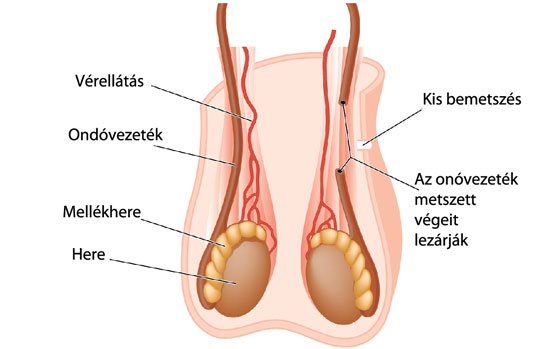 Vérellátás
Ondóvezeték
Mellékhere
Here
Kis bemetszés
Az onóvezeték
metszett
végeit
lezárják